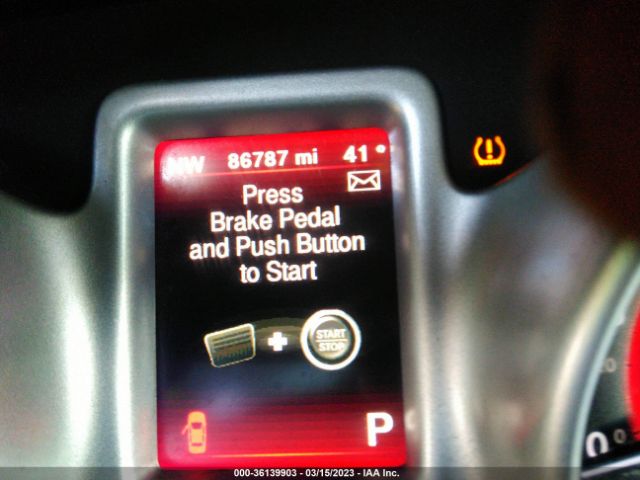 NW 86787 mi 41°
Press
Brake Pedal
and Push Button
to Start
START
STOP
P
0
000-36139903 - 03/15/2023 - IAA Inc.